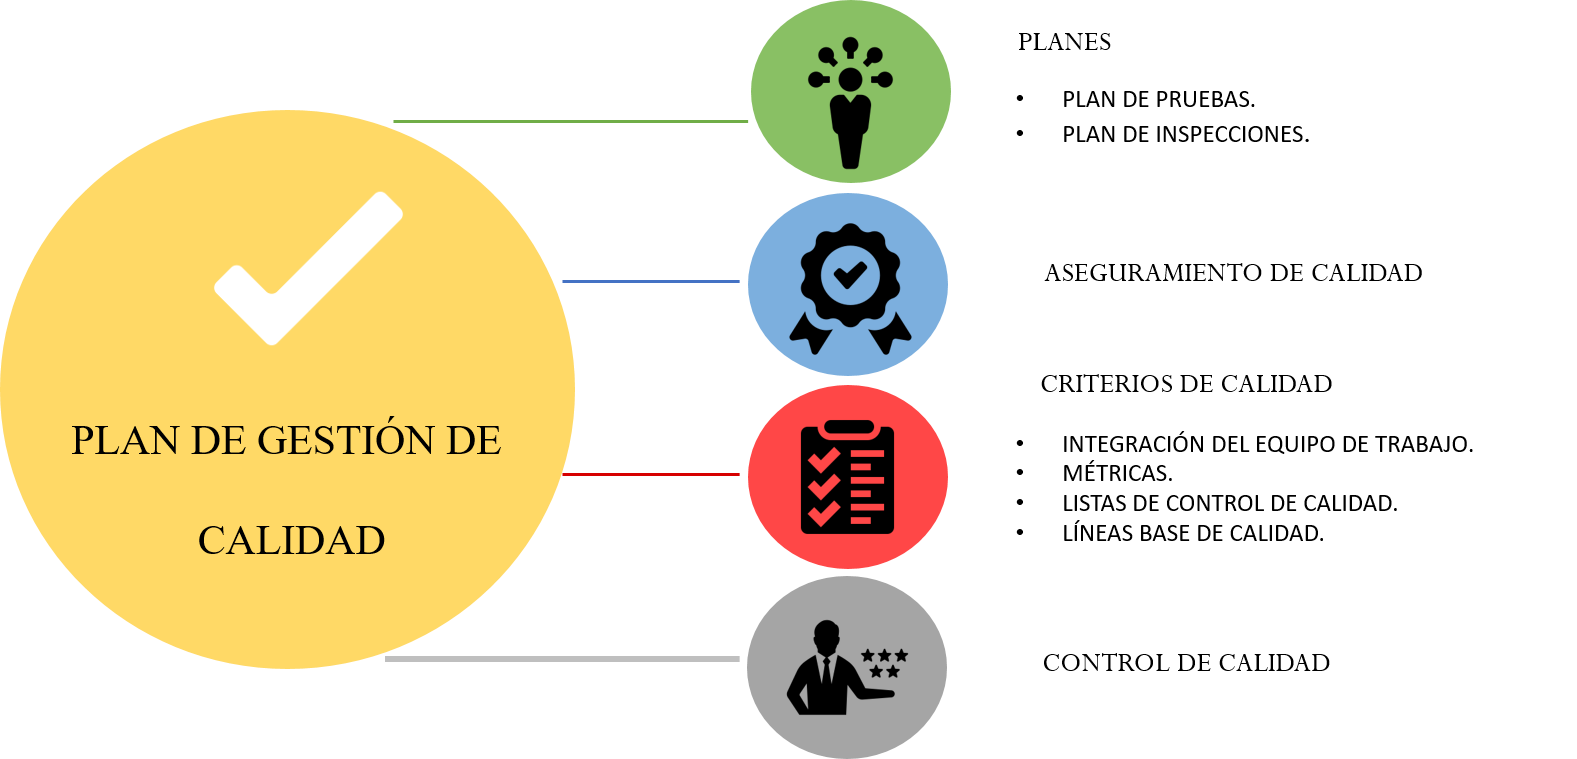 PLAN DE GESTIÓN DE
CALIDAD
PLANES
• PLAN DE PRUEBAS.
• PLAN DE INSPECCIONES.
ASEGURAMIENTO DE CALIDAD
CRITERIOS DE CALIDAD
• INTEGRACIÓN DEL EQUIPO DE TRABAJO.
• MÉTRICAS.
• LISTAS DE CONTROL DE CALIDAD.
• LÍNEAS BASE DE CALIDAD.
CONTROL DE CALIDAD